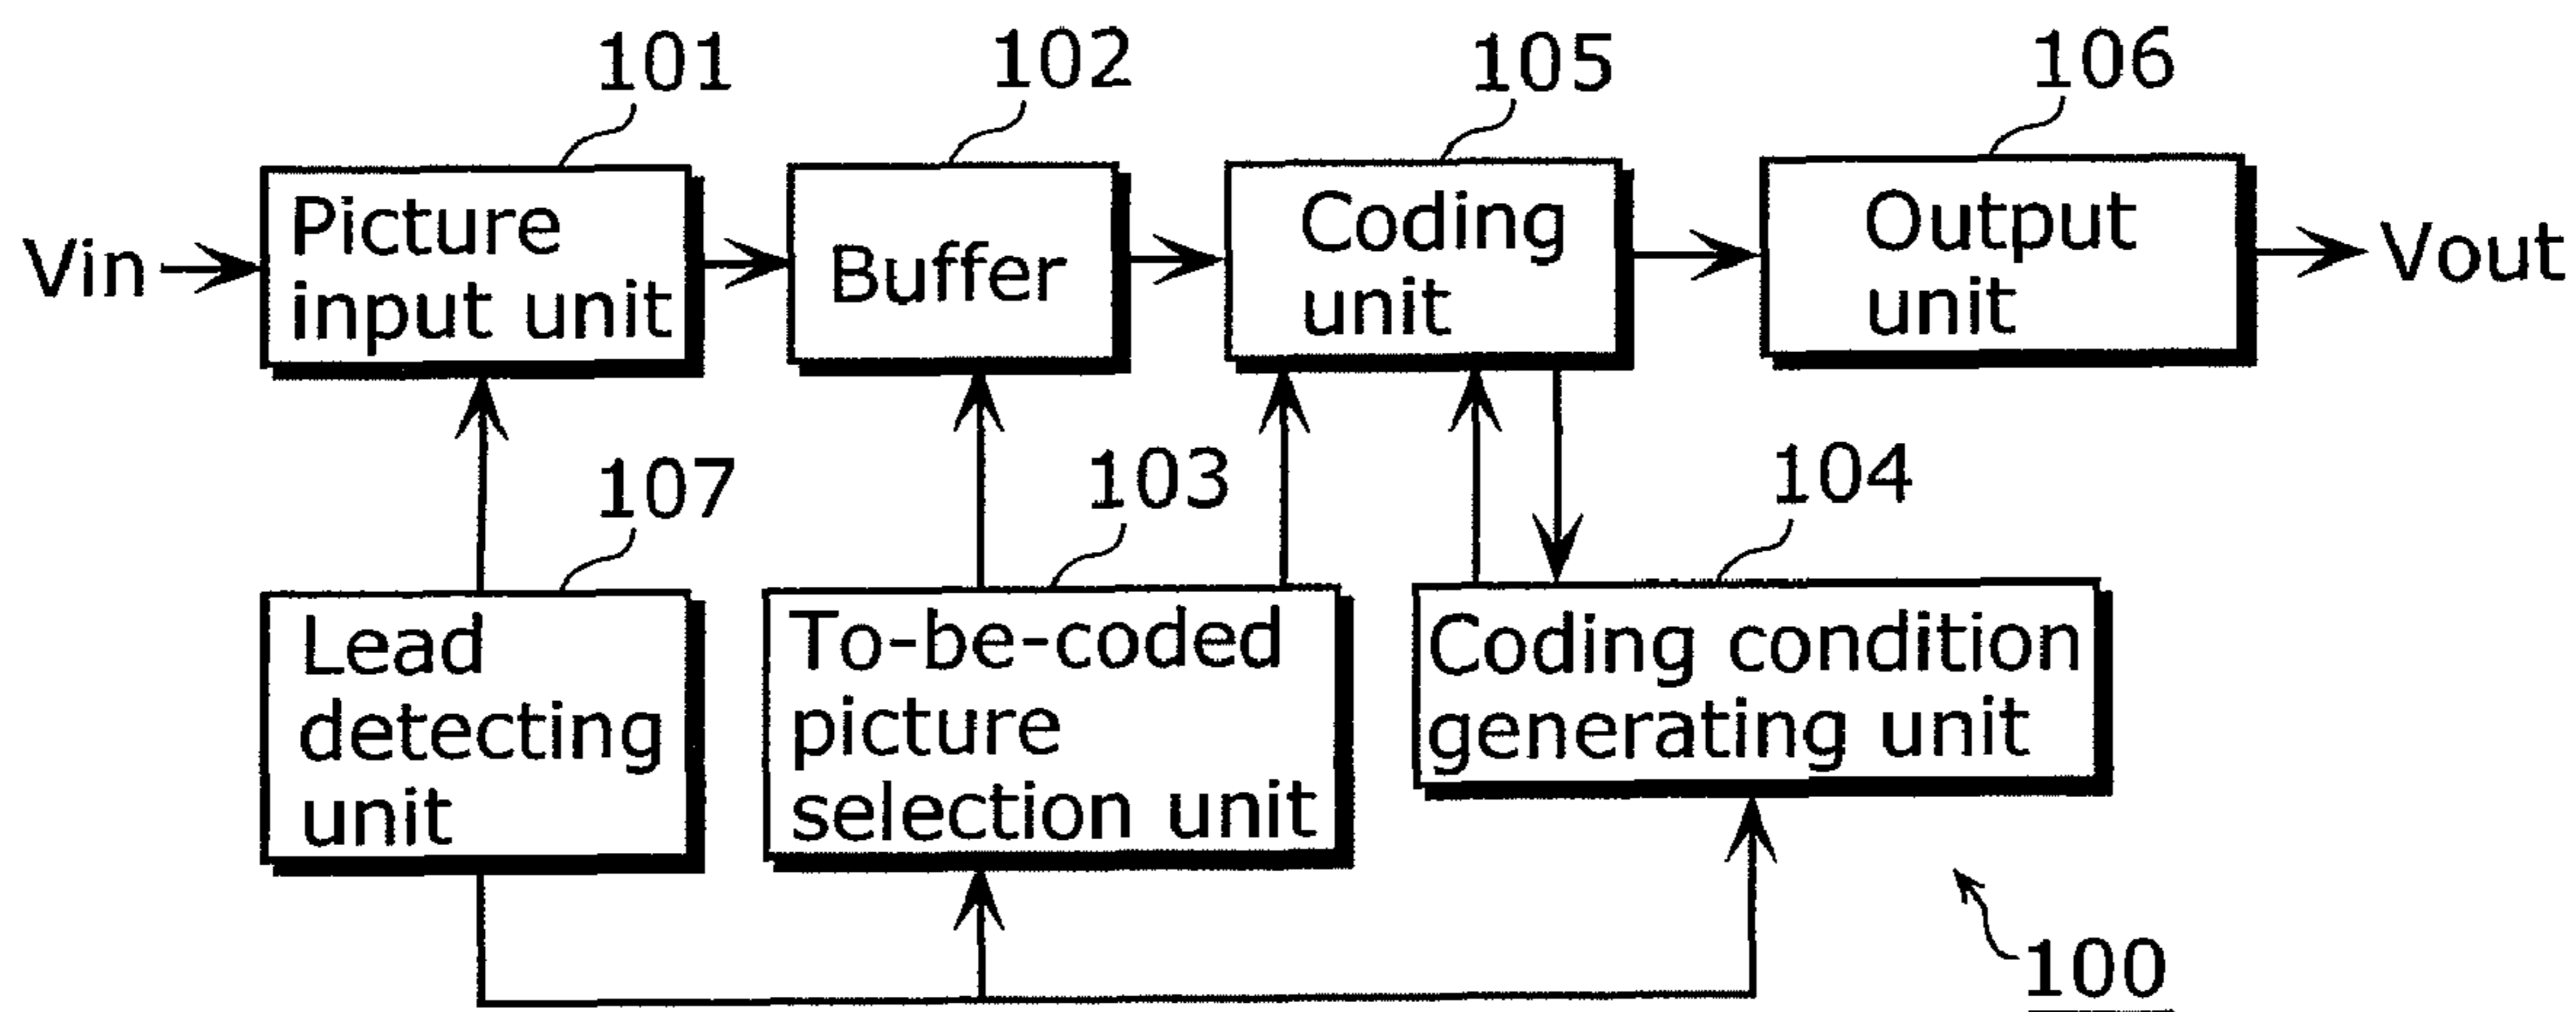 101
102
105
106
Vin
Picture
input unit
Buffer
Coding
unit
Output
unit
Vout
107
103
104
Lead
detecting
unit
To-be-coded
picture
selection unit
Coding condition
generating unit
100